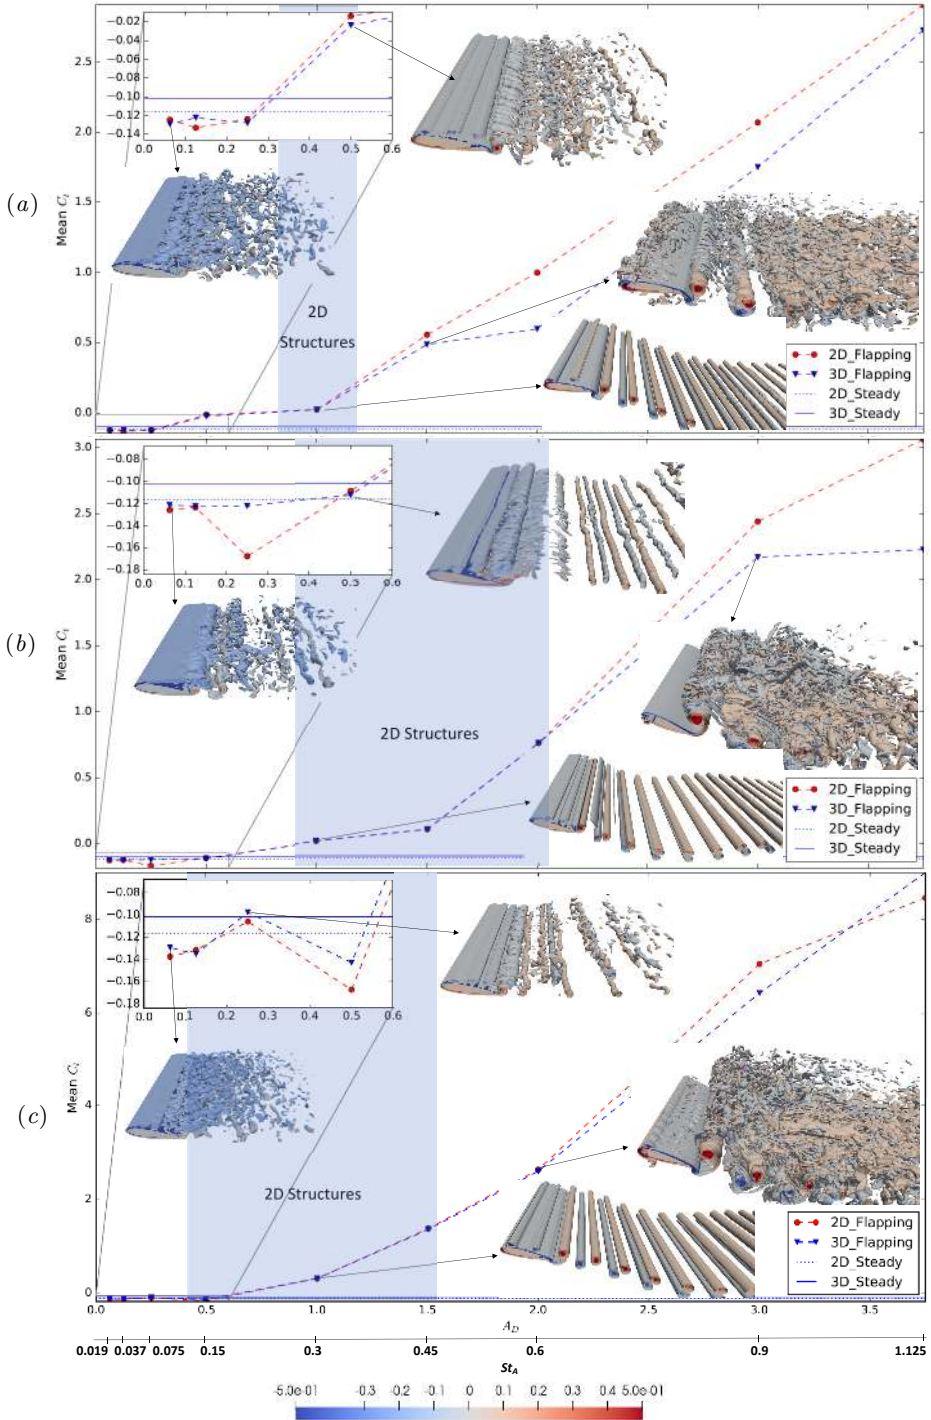 (a)
Mean C_t
2.5
2.0
1.5
1.0
0.5
0.0
−0.02
−0.04
−0.06
−0.08
−0.10
−0.12
−0.14
0.0 0.1 0.2 0.3 0.4 0.5 0.6
2D
Structures
2D_Flapping
3D_Flapping
2D_Steady
3D_Steady
(b)
Mean C_t
3.0
2.5
2.0
1.5
1.0
0.5
0.0
−0.08
−0.10
−0.12
−0.14
−0.16
−0.18
0.0 0.1 0.2 0.3 0.4 0.5 0.6
2D Structures
2D_Flapping
3D_Flapping
2D_Steady
3D_Steady
(c)
Mean C_t
8
6
4
2
0
−0.08
−0.10
−0.12
−0.14
−0.16
−0.18
0.0 0.1 0.2 0.3 0.4 0.5 0.6
2D Structures
2D_Flapping
3D_Flapping
2D_Steady
3D_Steady
0.0 0.5 1.0 1.5 2.0 2.5 3.0 3.5
A_D
0.019 0.037 0.075 0.15 0.3 0.45 0.6 0.9 1.125
St_A
-5.0e-01 -0.3 -0.2 -0.1 0 0.1 0.2 0.3 0.4 5.0e-01